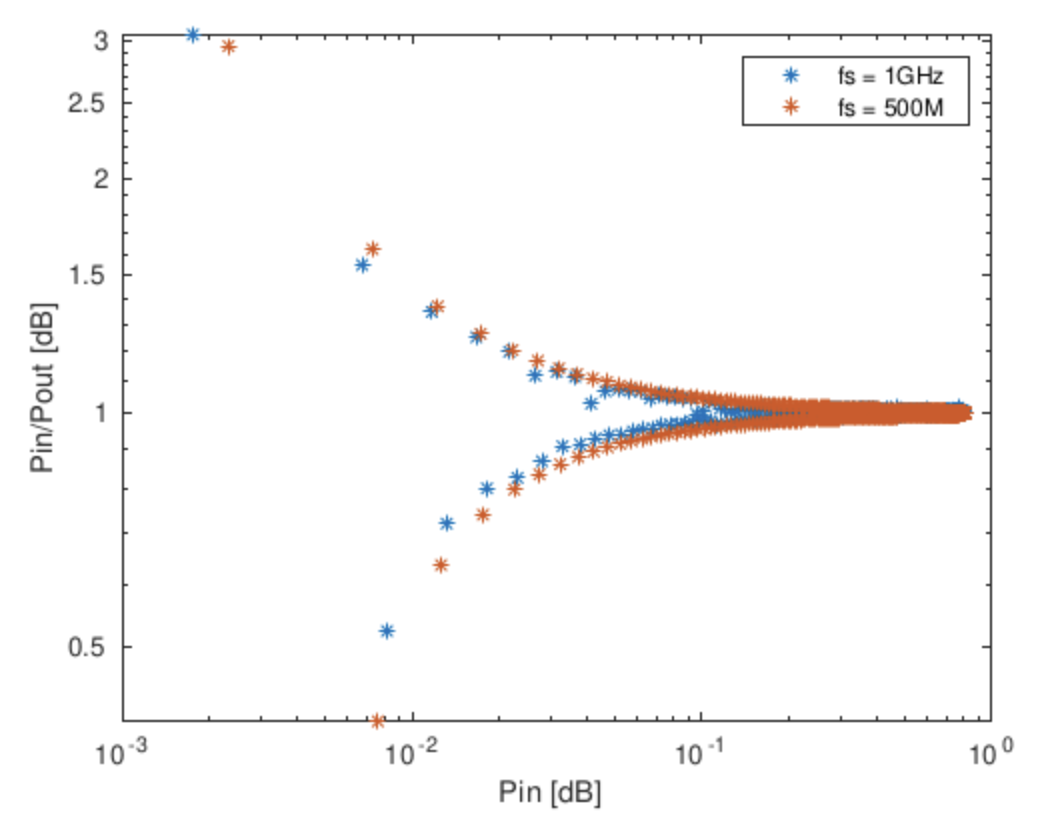 3
2.5
2
1.5
1
0.5
Pin/Pout [dB]
fs = 1GHz
fs = 500M
10^-3
10^-2
10^-1
10^0
Pin [dB]